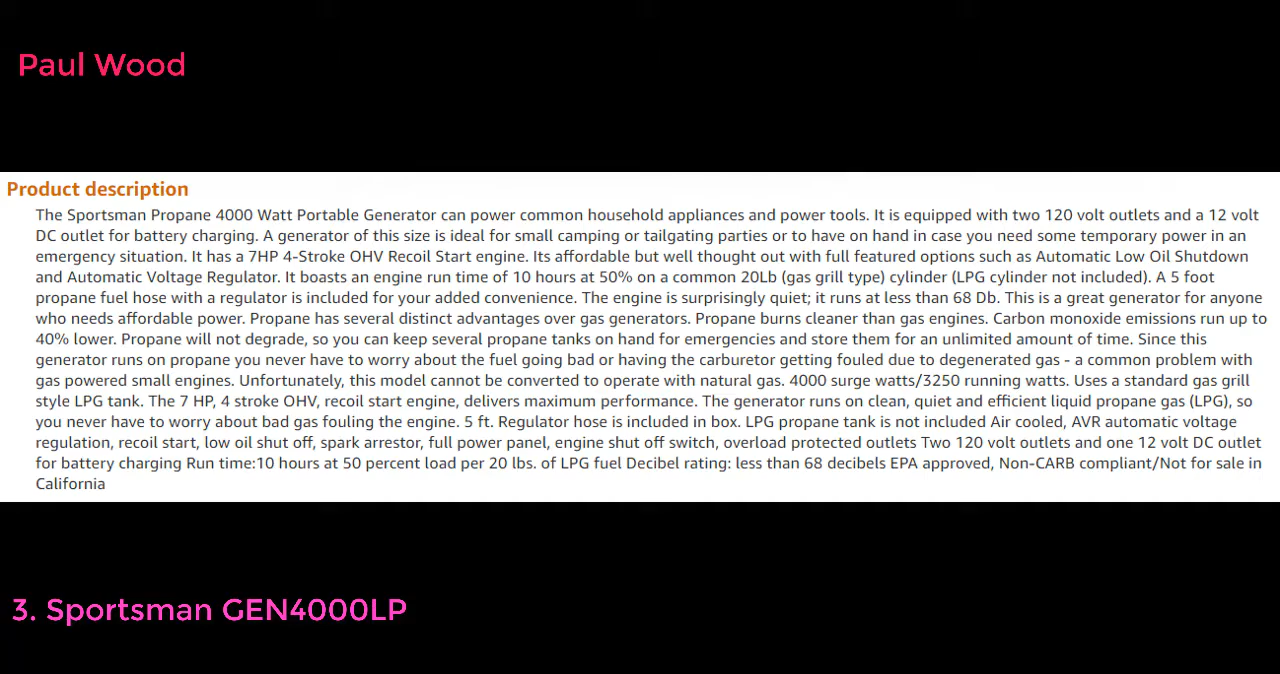 Paul Wood
Product description
The Sportsman Propane 4000 Watt Portable Generator can power common household appliances and power tools. It is equipped with two 120 volt outlets and a 12 volt
DC outlet for battery charging. A generator of this size is ideal for small camping or tailgating parties or to have on hand in case you need some temporary power in an
emergency situation. It has a 7HP 4-Stroke OHV Recoil Start engine. Its affordable but well thought out with full featured options such as Automatic Low Oil Shutdown
and Automatic Voltage Regulator. It boasts an engine run time of 10 hours at 50% on a common 20Lb (gas grill type) cylinder (LPG cylinder not included). A 5 foot
propane fuel hose with a regulator is included for your added convenience. The engine is surprisingly quiet; it runs at less than 68 Db. This is a great generator for anyone
who needs affordable power. Propane has several distinct advantages over gas generators. Propane burns cleaner than gas engines. Carbon monoxide emissions run up to
40% lower. Propane will not degrade, so you can keep several propane tanks on hand for emergencies and store them for an unlimited amount of time. Since this
generator runs on propane you never have to worry about the fuel going bad or having the carburetor getting fouled due to degenerated gas - a common problem with
gas powered small engines. Unfortunately, this model cannot be converted to operate with natural gas. 4000 surge watts/3250 running watts. Uses a standard gas grill
style LPG tank. The 7 HP, 4 stroke OHV, recoil start engine, delivers maximum performance. The generator runs on clean, quiet and efficient liquid propane gas (LPG), so
you never have to worry about bad gas fouling the engine. 5 ft. Regulator hose is included in box. LPG propane tank is not included Air cooled, AVR automatic voltage
regulation, recoil start, low oil shut off, spark arrestor, full power panel, engine shut off switch, overload protected outlets Two 120 volt outlets and one 12 volt DC outlet
for battery charging Run time:10 hours at 50 percent load per 20 lbs. of LPG fuel Decibel rating: less than 68 decibels EPA approved, Non-CARB compliant/Not for sale in
California
3. Sportsman GEN4000LP